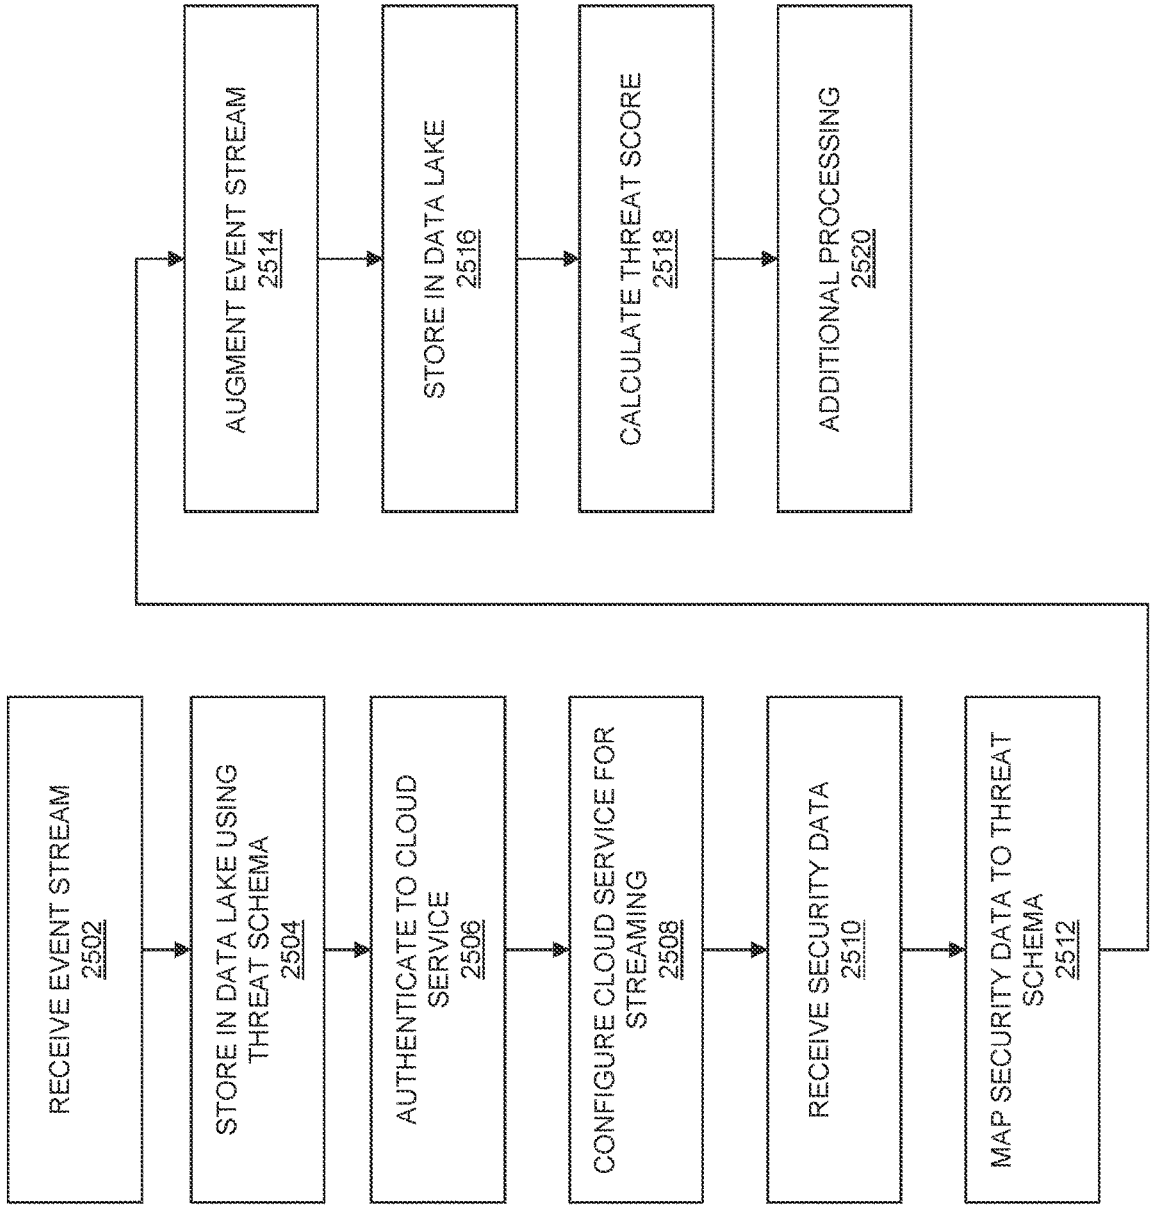 RECEIVE EVENT STREAM
2502
STORE IN DATA LAKE USING
THREAT SCHEMA
2504
AUTHENTICATE TO CLOUD
SERVICE
2506
CONFIGURE CLOUD SERVICE FOR
STREAMING
2508
RECEIVE SECURITY DATA
2510
MAP SECURITY DATA TO THREAT
SCHEMA
2512
AUGMENT EVENT STREAM
2514
STORE IN DATA LAKE
2516
CALCULATE THREAT SCORE
2518
ADDITIONAL PROCESSING
2520